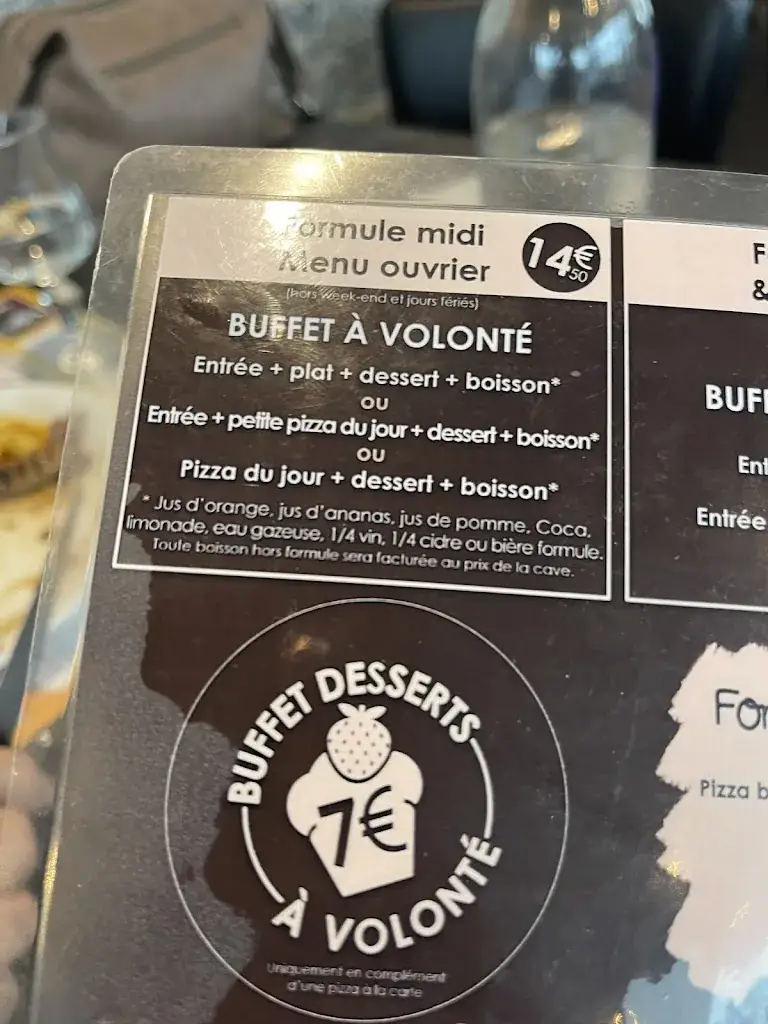 Formule midi
Menu ouvrier
14€50
(hors week-end et jours fériés)
BUFFET À VOLONTÉ
Entrée + plat + dessert + boisson*
OU
Entrée + petite pizza du jour + dessert + boisson*
OU
Pizza du jour + dessert + boisson*
* Jus d'orange, jus d'ananas, jus de pomme, Coca,
limonade, eau gazeuse, 1/4 vin, 1/4 cidre ou bière formule.
Toute boisson hors formule sera facturée au prix de la cave.
BUFFET DESSERTS
7€
À VOLONTÉ
Uniquement en complément
d'une pizza à la carte
&
Entrée
Pizza